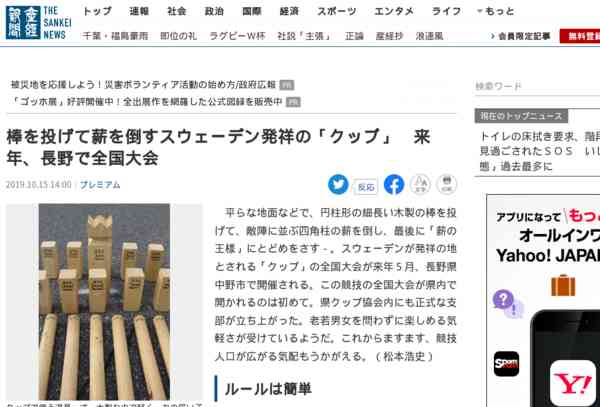 産經新聞
THE SANKEI NEWS
トップ 速報 社会 政治 国際 経済 スポーツ エンタメ ライフ もっと
千葉・福島豪雨 即位の礼 ラグビーW杯 社説「主張」 正論 産経抄 浪速風
会員限定記事
無料登録
被災地を応援しよう!災害ボランティア活動の始め方/政府広報 PR
「ゴッホ展」好評開催中!全出展作を網羅した公式図録を販売中 PR
棒を投げて薪を倒すスウェーデン発祥の「クッブ」 来
年、長野で全国大会
2019.10.15 14:00 プレミアム
反応
文字
印刷
平らな地面などで、円柱形の細長い木製の棒を投
げて、敵陣に並ぶ四角柱の薪を倒し、最後に「薪の
王様」にとどめをさす－。スウェーデンが発祥の地
とされる「クッブ」の全国大会が来年5月、長野県
中野市で開催される。この競技の全国大会が県内で
開かれるのは初めて。県クッブ協会内にも正式な支
部が立ち上がった。老若男女を問わずに楽しめる気
軽さが受けているようだ。これからますます、競技
人口が広がる気配もうかがえる。(松本浩史)
ルールは簡単
検索ワード
現在のトップニュース
トイレの床拭き要求、階段
見過ごされたSOS いじ
態」過去最多に
アプリになって もっ
オールインワ
Yahoo! JAPA
Sportsnavi
Y!